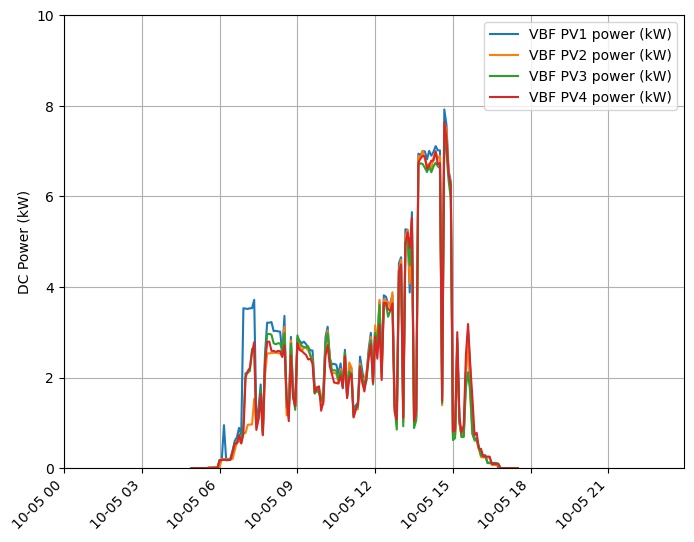 VBF PV1 power (kW)
VBF PV2 power (kW)
VBF PV3 power (kW)
VBF PV4 power (kW)
DC Power (kW)
10
8
6
4
2
0
10-05 00
10-05 03
10-05 06
10-05 09
10-05 12
10-05 15
10-05 18
10-05 21